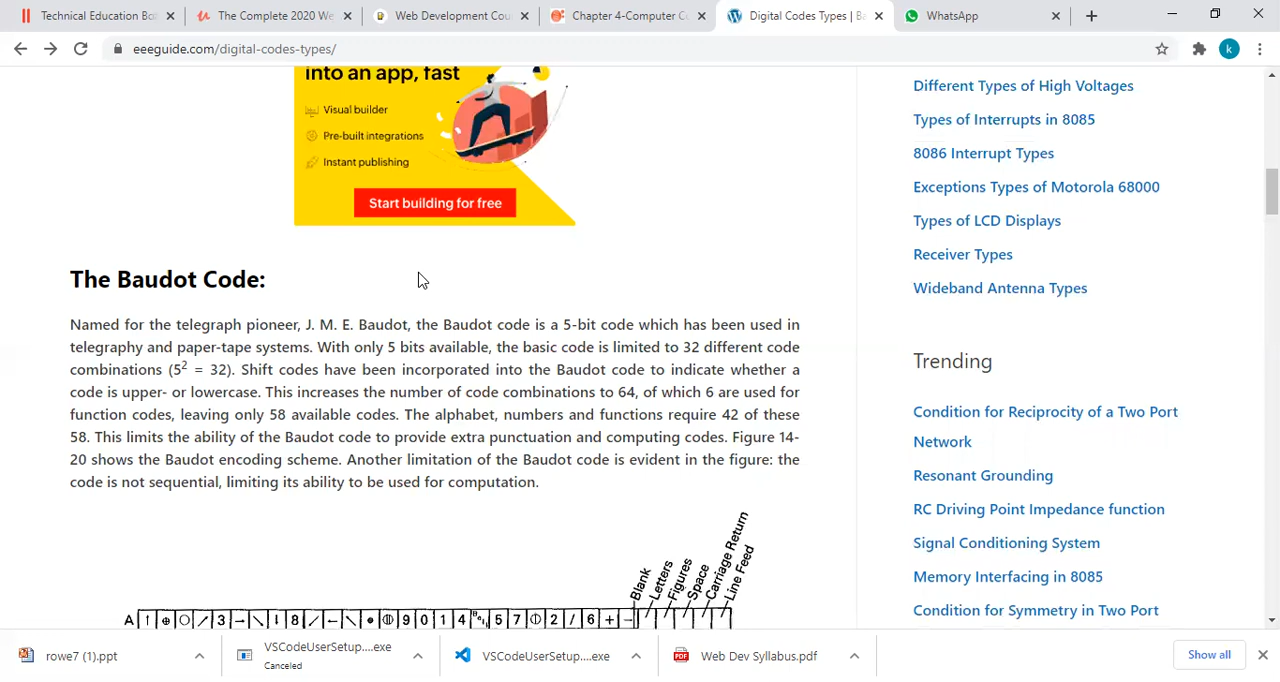 Technical Education Bo
The Complete 2020 We
Web Development Cou
Chapter 4-Computer C
Digital Codes Types | Ba
WhatsApp
eeeguide.com/digital-codes-types/
k
into an app, fast
Visual builder
Pre-built integrations
Instant publishing
Start building for free
The Baudot Code:
Named for the telegraph pioneer, J. M. E. Baudot, the Baudot code is a 5-bit code which has been used in
telegraphy and paper-tape systems. With only 5 bits available, the basic code is limited to 32 different code
combinations (5² = 32). Shift codes have been incorporated into the Baudot code to indicate whether a
code is upper- or lowercase. This increases the number of code combinations to 64, of which 6 are used for
function codes, leaving only 58 available codes. The alphabet, numbers and functions require 42 of these
58. This limits the ability of the Baudot code to provide extra punctuation and computing codes. Figure 14-
20 shows the Baudot encoding scheme. Another limitation of the Baudot code is evident in the figure: the
code is not sequential, limiting its ability to be used for computation.
Blank
Letters
Figures
Space
Carriage Return
Line Feed
A ↑ ⊕ ○ ↗ 3 → ↘ ↓ 8 ↙ ← ↖ 9 0 1 4 5 7 2 / 6 + →
Different Types of High Voltages
Types of Interrupts in 8085
8086 Interrupt Types
Exceptions Types of Motorola 68000
Types of LCD Displays
Receiver Types
Wideband Antenna Types
Trending
Condition for Reciprocity of a Two Port
Network
Resonant Grounding
RC Driving Point Impedance function
Signal Conditioning System
Memory Interfacing in 8085
Condition for Symmetry in Two Port
rowe7 (1).ppt
VSCodeUserSetup....exe
Canceled
VSCodeUserSetup....exe
Web Dev Syllabus.pdf
Show all